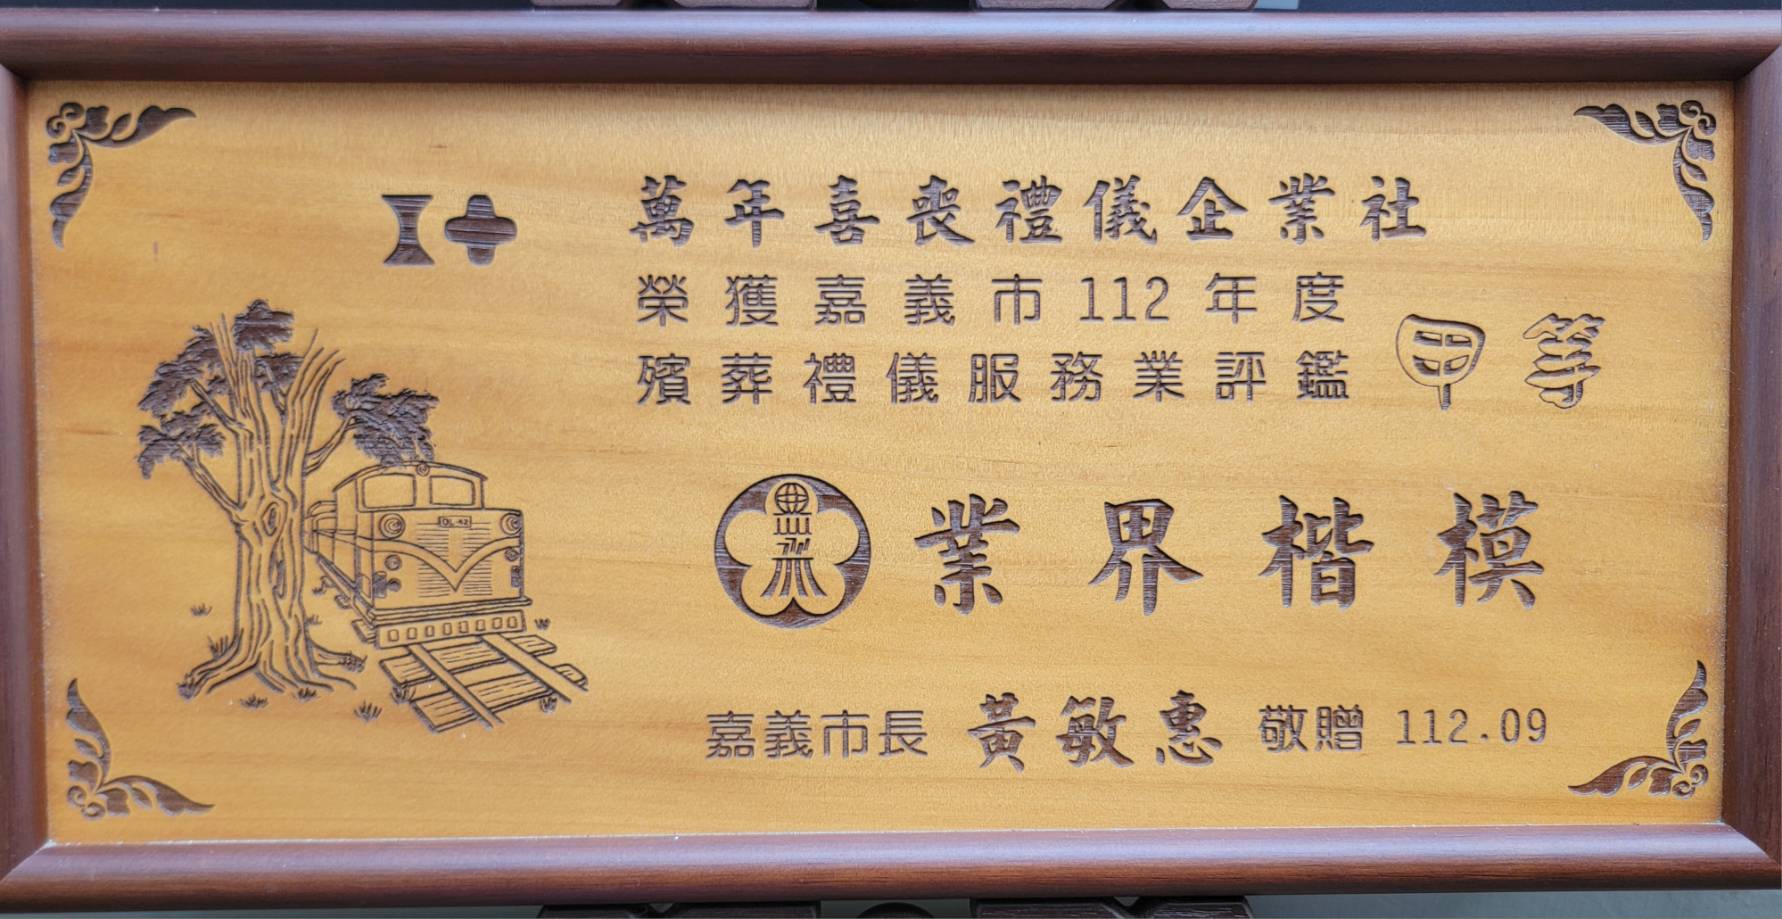 萬年喜喪禮儀企業社
榮獲嘉義市112年度
殯葬禮儀服務業評鑑 甲等
業界楷模
嘉義市長 黃敏惠 敬贈 112.09